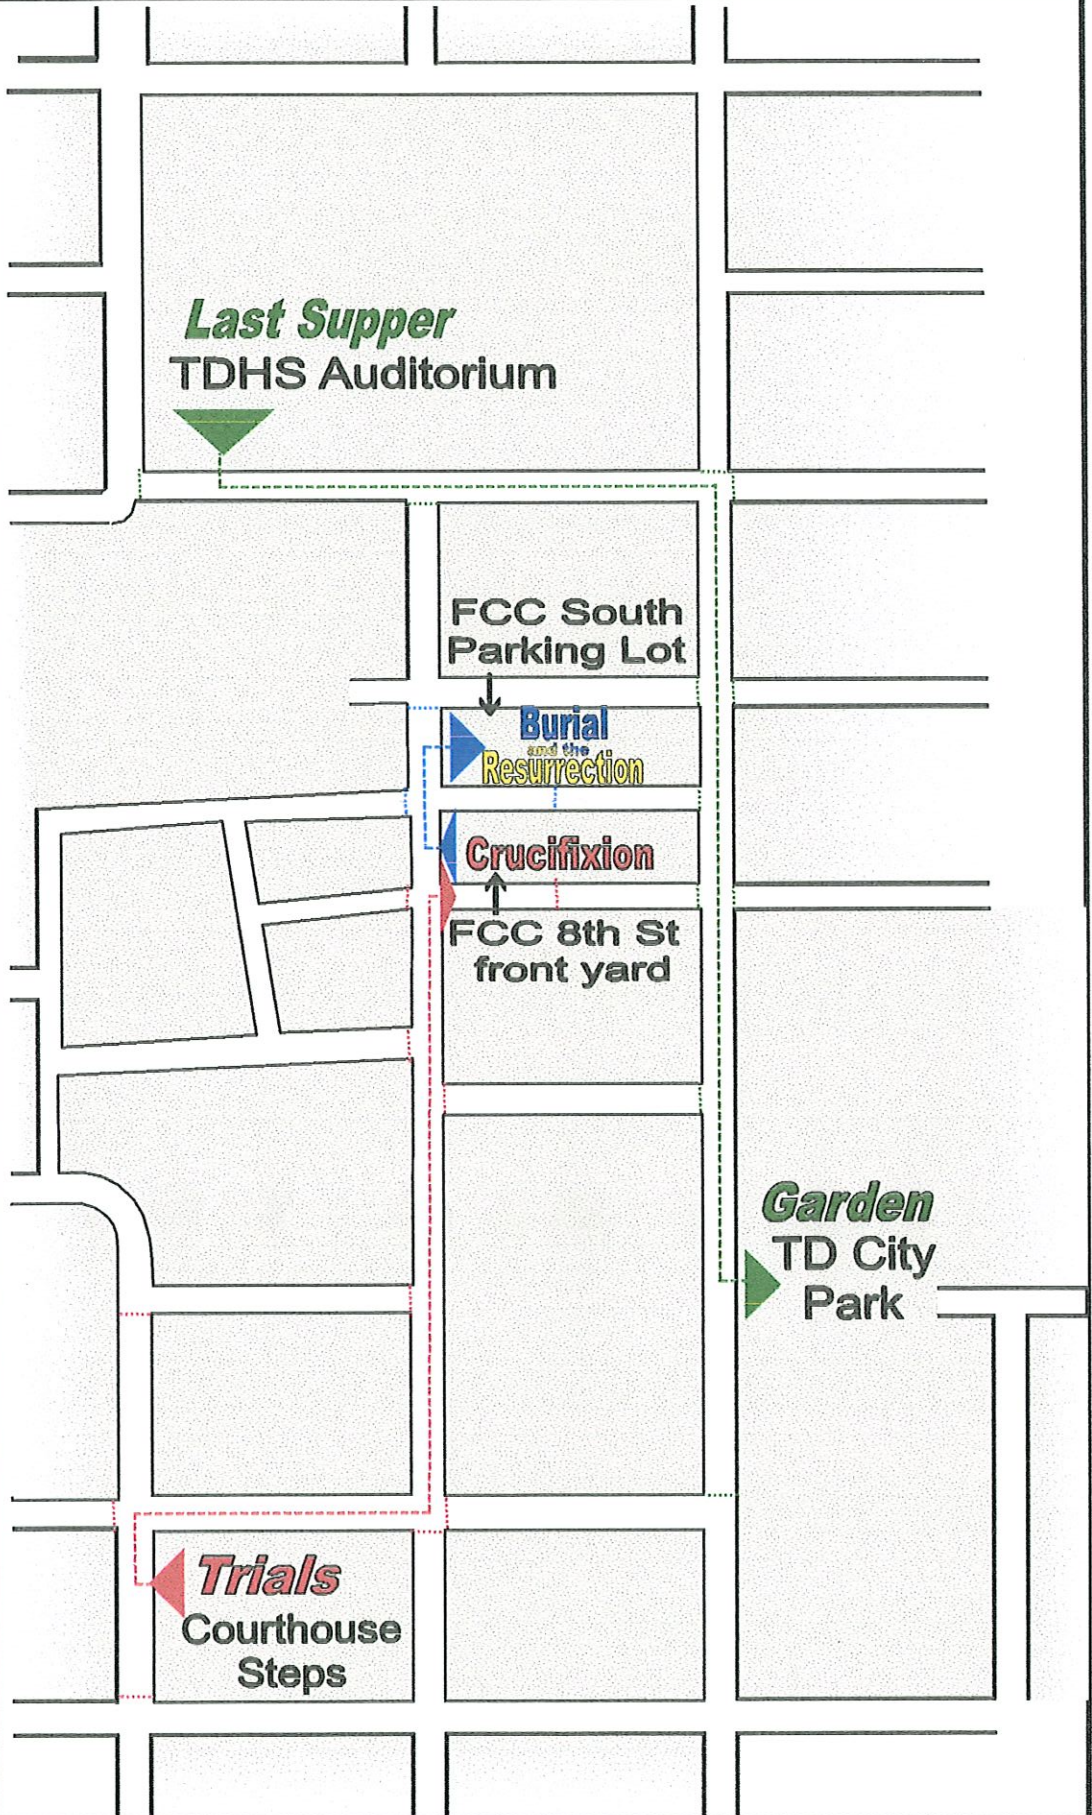 Last Supper
TDHS Auditorium
FCC South
Parking Lot
Burial
and the
Resurrection
Crucifixion
FCC 8th St
front yard
Garden
TD City
Park
Trials
Courthouse
Steps